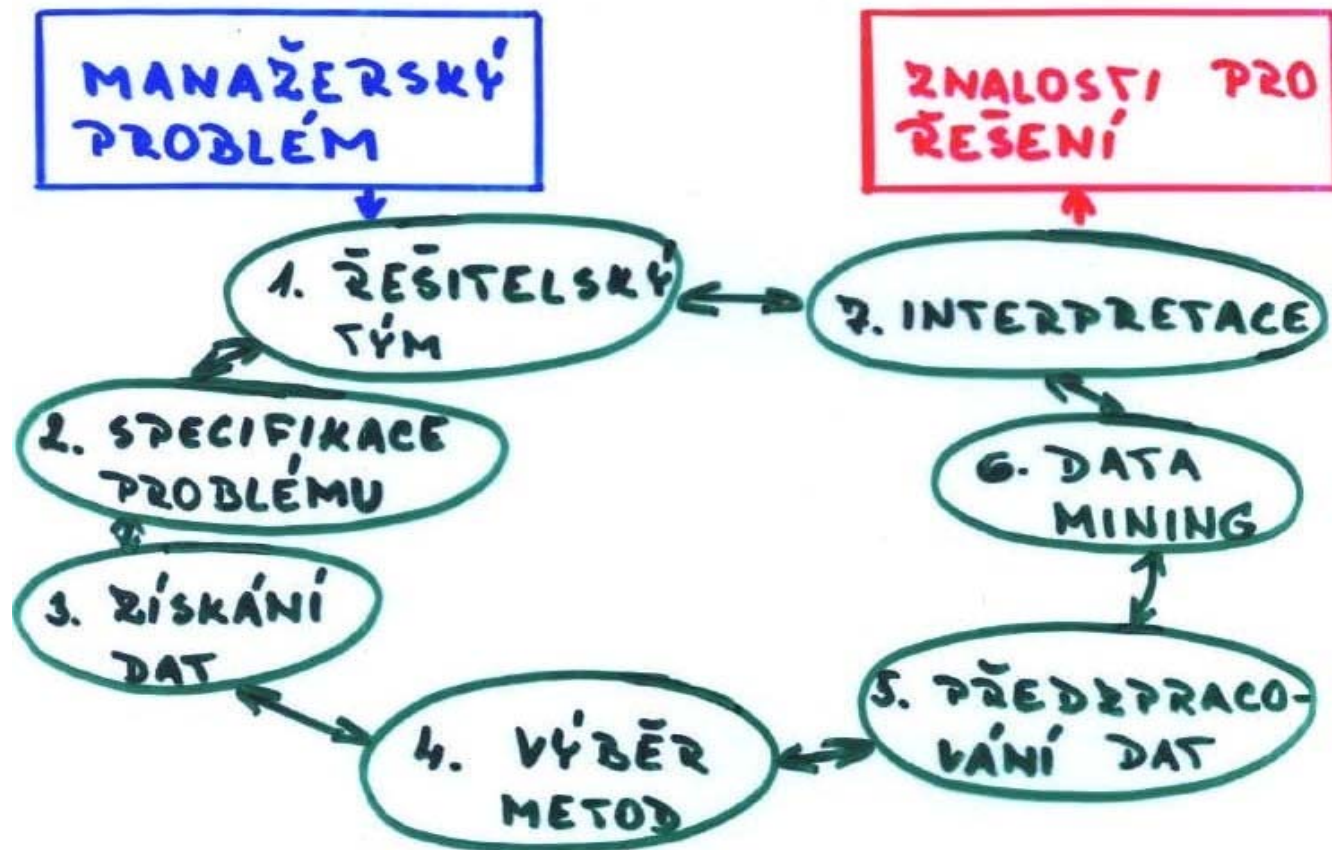 MANAŽERSKÝ
PROBLÉM
ZNALOSTI PRO
ŘEŠENÍ
1. ŘEŠITELSKÝ
TÝM
2. SPECIFIKACE
PROBLÉMU
3. ZÍSKÁNÍ
DAT
4. VÝBĚR
METOD
5. PŘEDZPRACO-
VÁNÍ DAT
6. DATA
MINING
7. INTERPRETACE